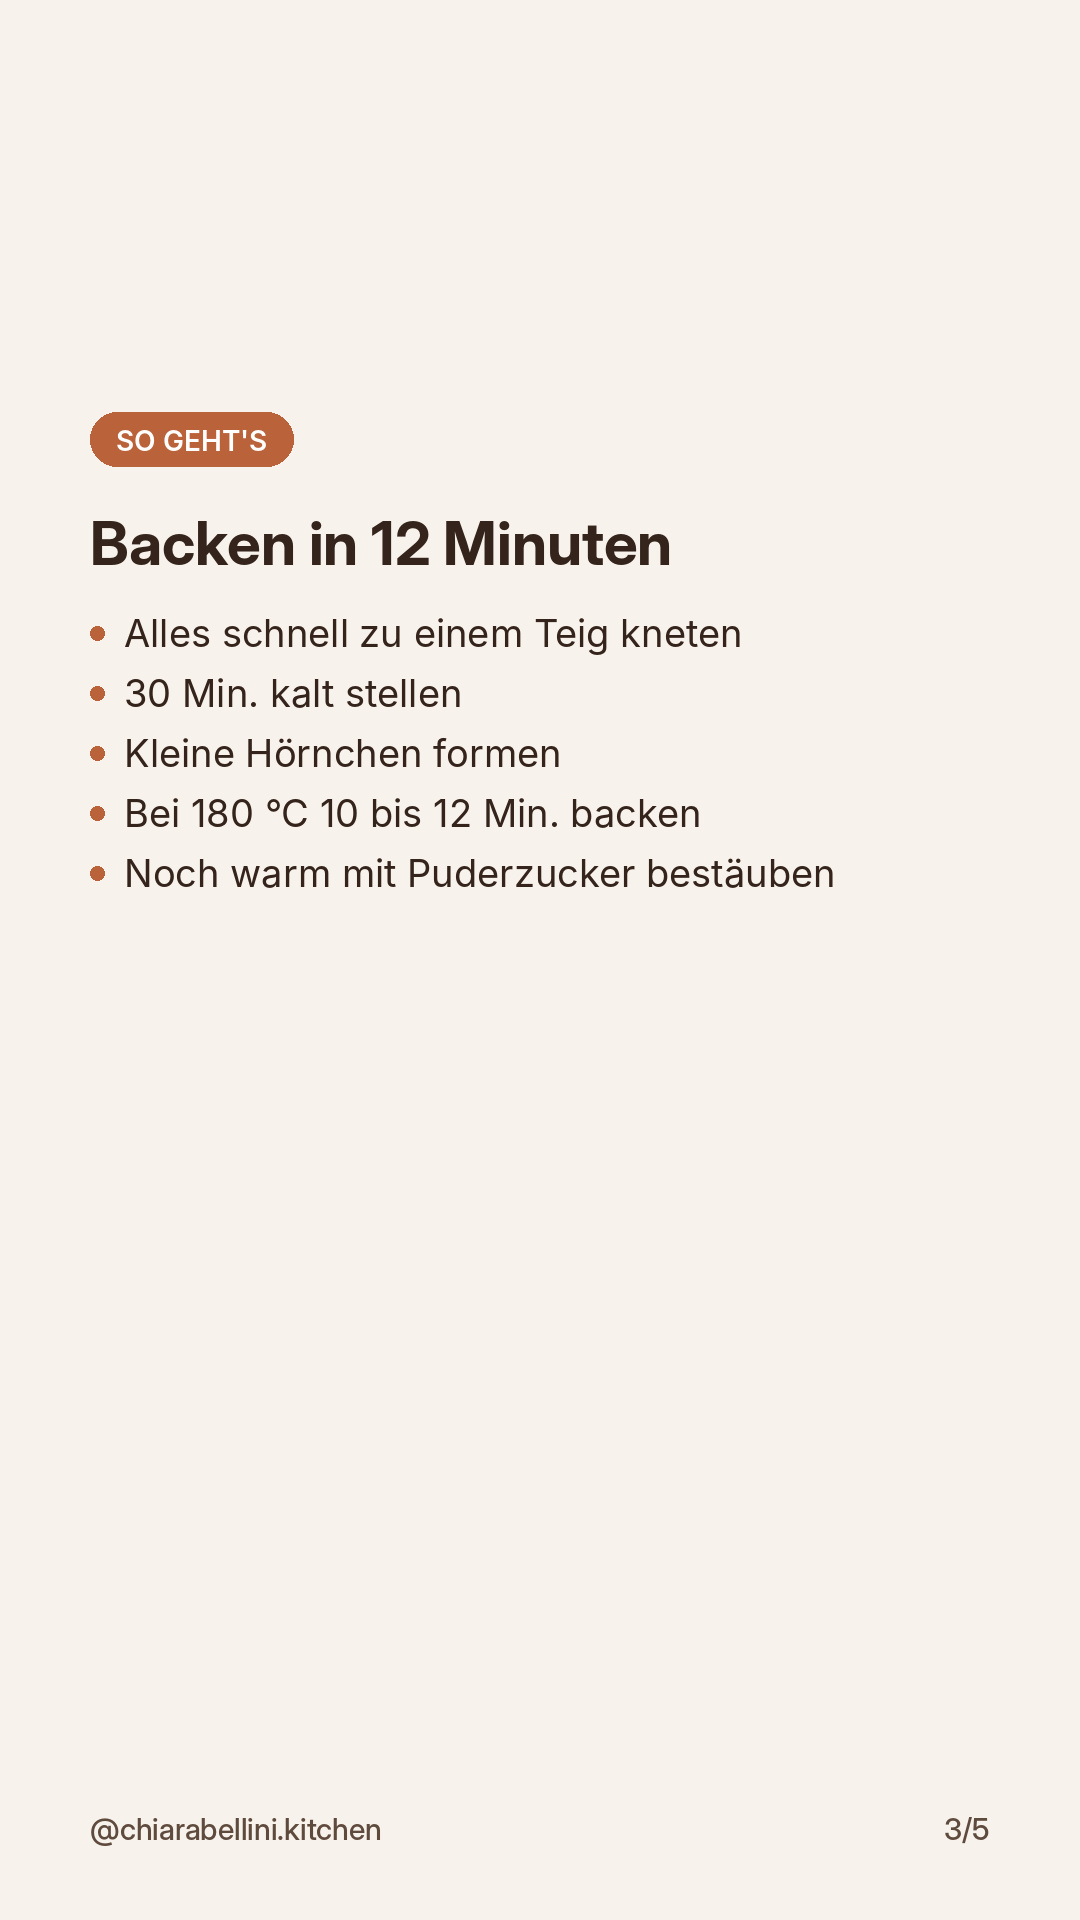 SO GEHT'S
Backen in 12 Minuten
• Alles schnell zu einem Teig kneten
• 30 Min. kalt stellen
• Kleine Hörnchen formen
• Bei 180 °C 10 bis 12 Min. backen
• Noch warm mit Puderzucker bestäuben
@chiarabellini.kitchen
3/5